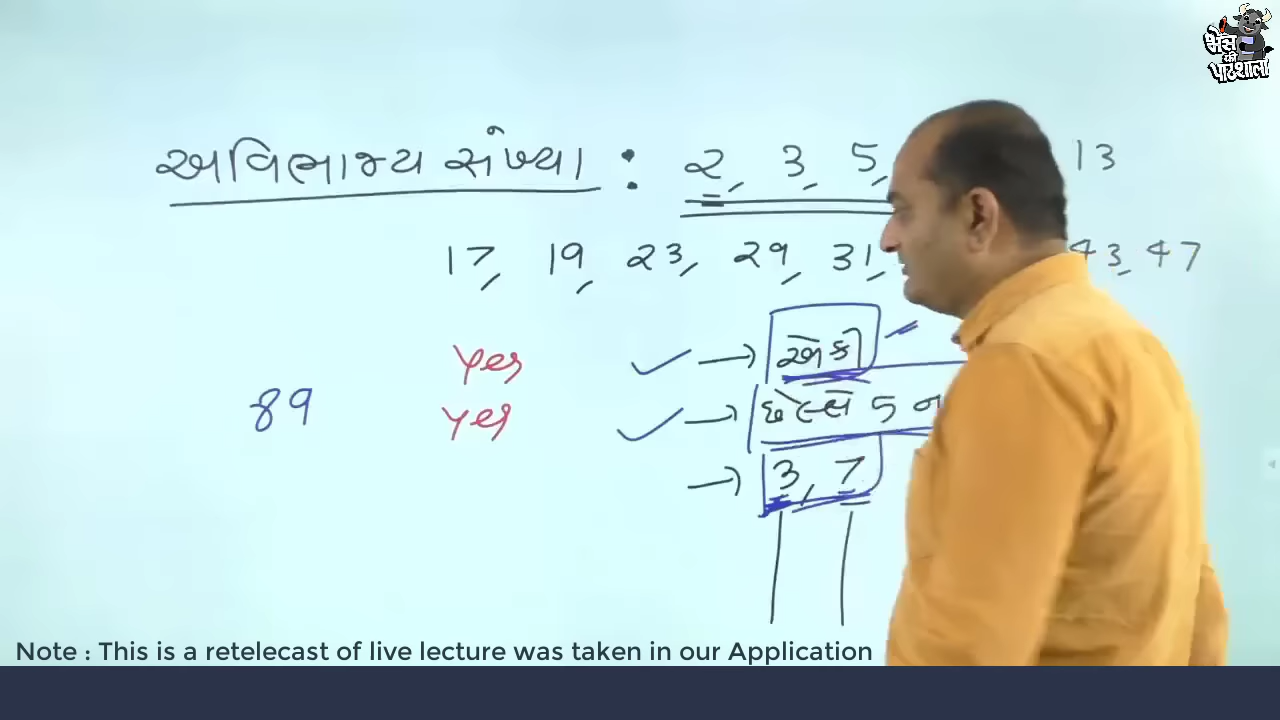 ભેંસ કી પાઠશાલા
અવિભાજ્ય સંખ્યા : 2, 3, 5, 13
17, 19, 23, 29, 31, 43, 47
yes ✓ → એકી
89 yes ✓ → છેલ્લે 5 ન
→ 3, 7
Note : This is a retelecast of live lecture was taken in our Application